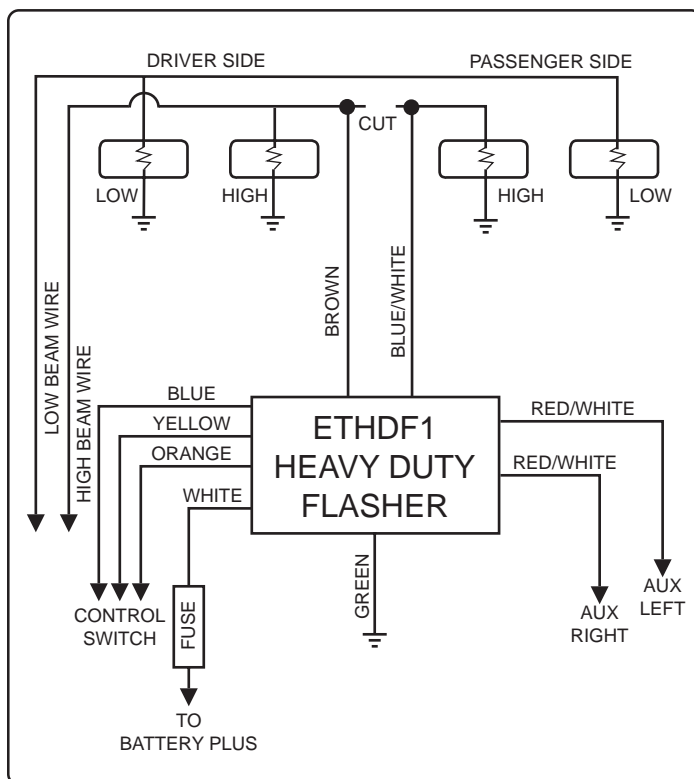 DRIVER SIDE
PASSENGER SIDE
CUT
LOW
HIGH
HIGH
LOW
LOW BEAM WIRE
HIGH BEAM WIRE
BROWN
BLUE/WHITE
BLUE
YELLOW
ORANGE
WHITE
ETHDF1
HEAVY DUTY
FLASHER
RED/WHITE
RED/WHITE
GREEN
FUSE
CONTROL
SWITCH
AUX
LEFT
AUX
RIGHT
TO
BATTERY PLUS